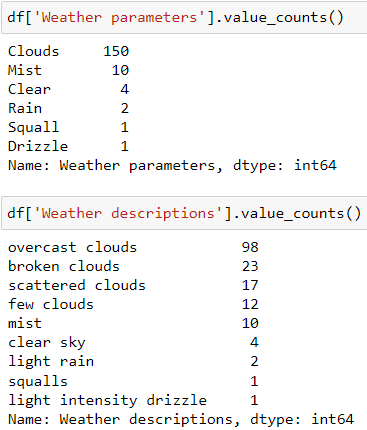 df['Weather parameters'].value_counts()
Clouds 150
Mist 10
Clear 4
Rain 2
Squall 1
Drizzle 1
Name: Weather parameters, dtype: int64
df['Weather descriptions'].value_counts()
overcast clouds 98
broken clouds 23
scattered clouds 17
few clouds 12
mist 10
clear sky 4
light rain 2
squalls 1
light intensity drizzle 1
Name: Weather descriptions, dtype: int64